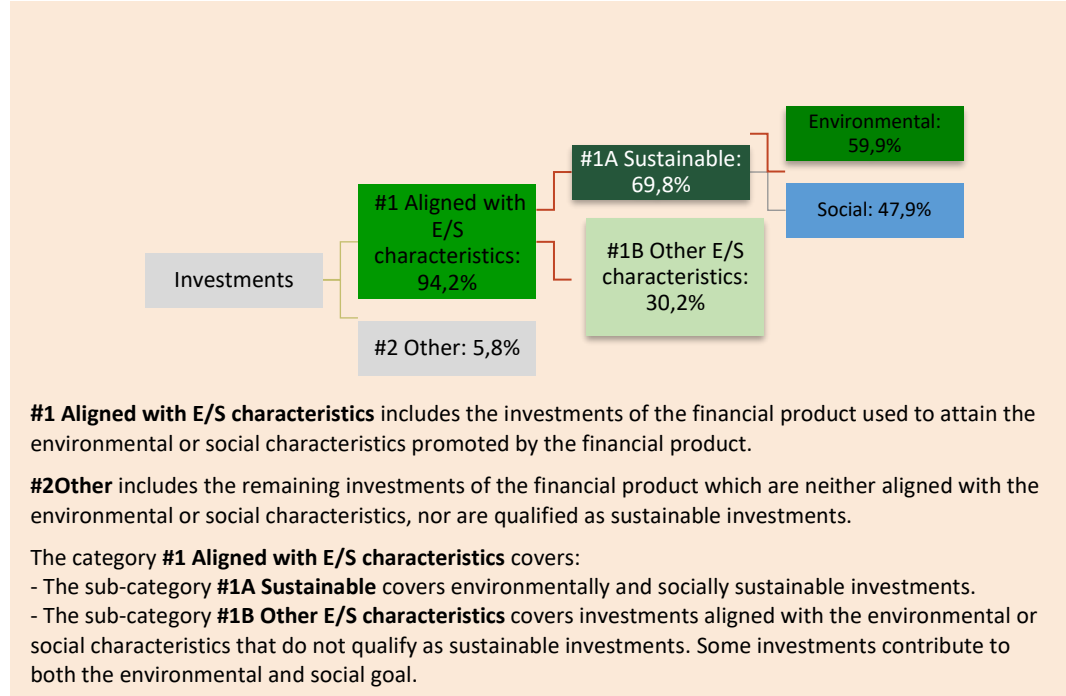 Environmental:
59,9%
#1A Sustainable:
69,8%
Social: 47,9%
#1 Aligned with
E/S
characteristics:
94,2%
#1B Other E/S
characteristics:
30,2%
Investments
#2 Other: 5,8%
#1 Aligned with E/S characteristics includes the investments of the financial product used to attain the
environmental or social characteristics promoted by the financial product.
#2Other includes the remaining investments of the financial product which are neither aligned with the
environmental or social characteristics, nor are qualified as sustainable investments.
The category #1 Aligned with E/S characteristics covers:
- The sub-category #1A Sustainable covers environmentally and socially sustainable investments.
- The sub-category #1B Other E/S characteristics covers investments aligned with the environmental or
social characteristics that do not qualify as sustainable investments. Some investments contribute to
both the environmental and social goal.